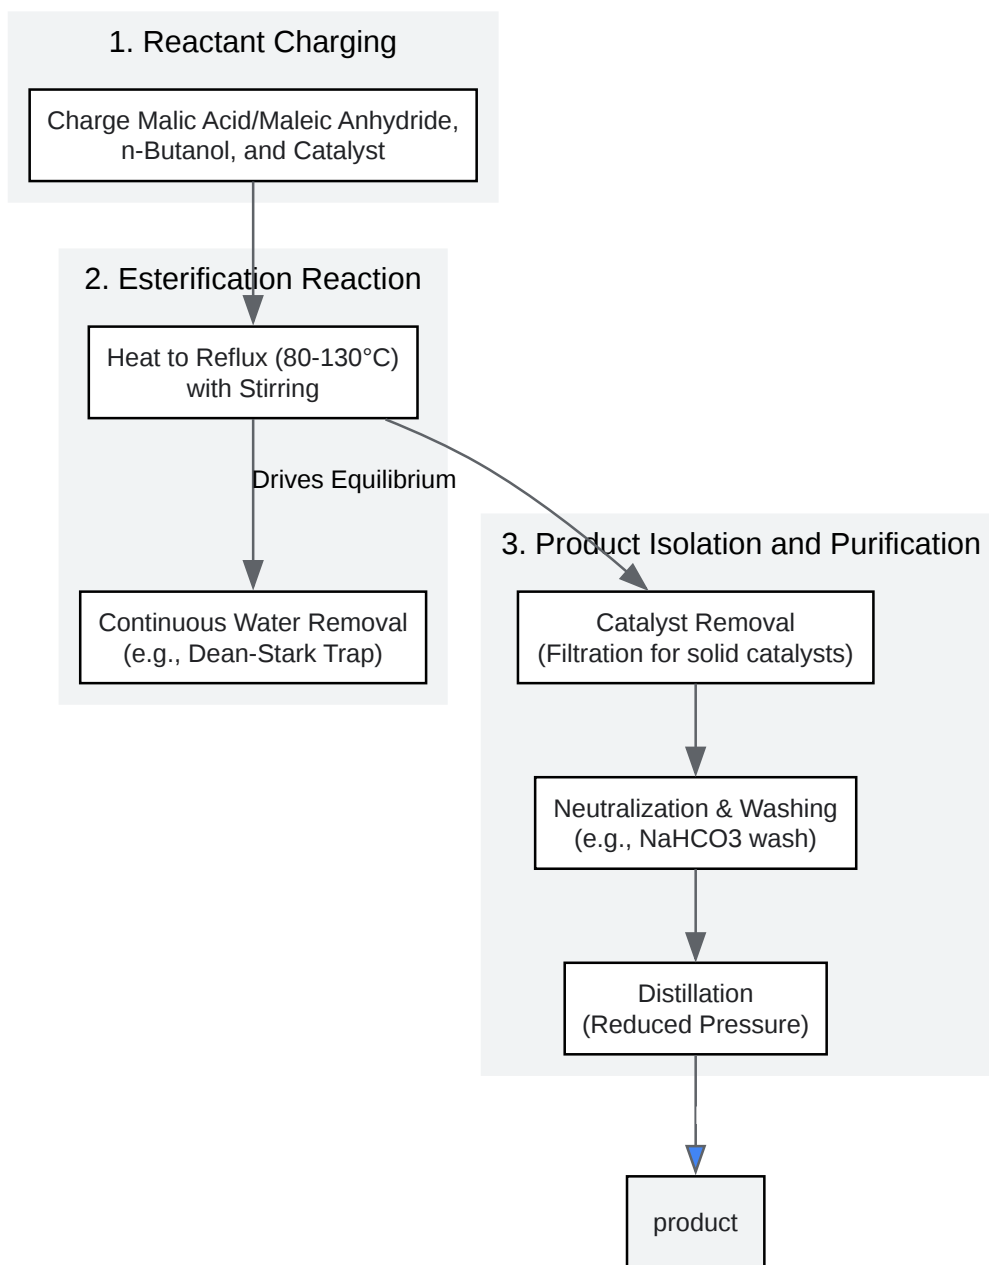 1. Reactant Charging
Charge Malic Acid/Maleic Anhydride,
n-Butanol, and Catalyst
2. Esterification Reaction
Heat to Reflux (80-130°C)
with Stirring
Drives Equilibrium
Continuous Water Removal
(e.g., Dean-Stark Trap)
3. Product Isolation and Purification
Catalyst Removal
(Filtration for solid catalysts)
Neutralization & Washing
(e.g., NaHCO3 wash)
Distillation
(Reduced Pressure)
product